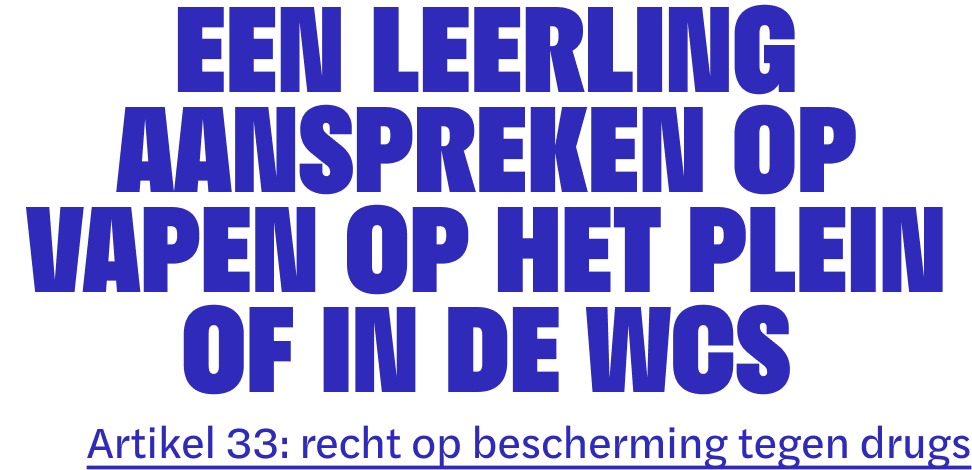 EEN LEERLING
AANSPREKEN OP
VAPEN OP HET PLEIN
OF IN DE WCS
Artikel 33: recht op bescherming tegen drugs